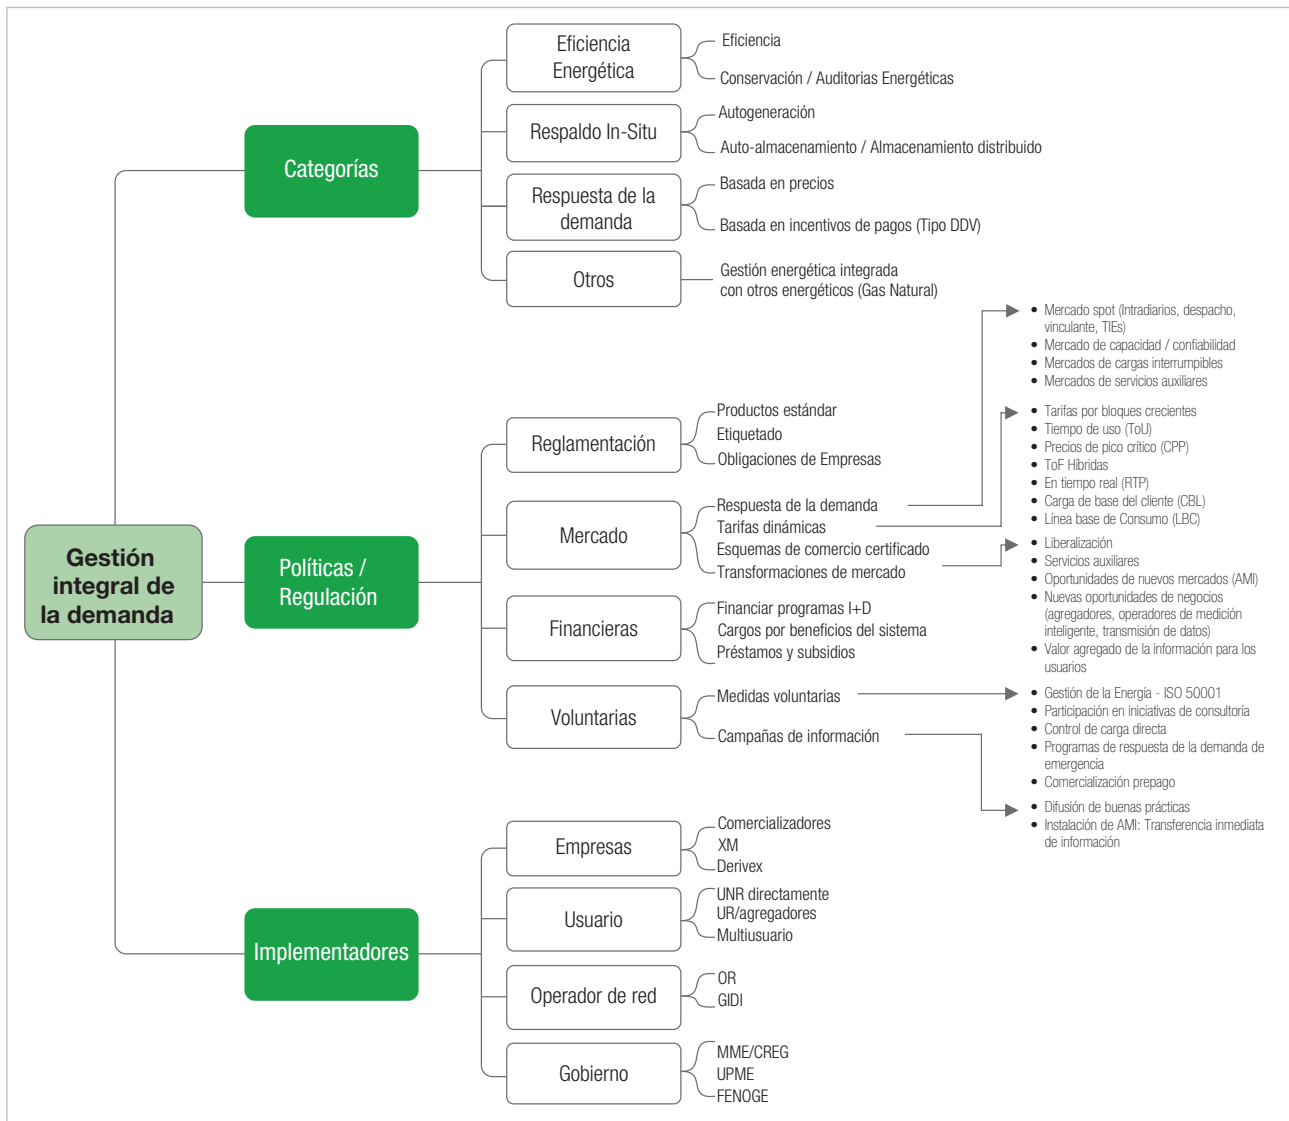 Gestión
integral de
la demanda
Categorías
Eficiencia
Energética
Eficiencia
Conservación / Auditorias Energéticas
Respaldo In-Situ
Autogeneración
Auto-almacenamiento / Almacenamiento distribuido
Respuesta de la
demanda
Basada en precios
Basada en incentivos de pagos (Tipo DDV)
Otros
Gestión energética integrada
con otros energéticos (Gas Natural)
Políticas /
Regulación
Reglamentación
Productos estándar
Etiquetado
Obligaciones de Empresas
Mercado
Respuesta de la demanda
Tarifas dinámicas
Esquemas de comercio certificado
Transformaciones de mercado
• Mercado spot (Intradiarios, despacho,
vinculante, TIEs)
• Mercado de capacidad / confiabilidad
• Mercados de cargas interrumpibles
• Mercados de servicios auxiliares
• Tarifas por bloques crecientes
• Tiempo de uso (ToU)
• Precios de pico crítico (CPP)
• ToF Híbridas
• En tiempo real (RTP)
• Carga de base del cliente (CBL)
• Línea base de Consumo (LBC)
• Liberalización
• Servicios auxiliares
• Oportunidades de nuevos mercados (AMI)
• Nuevas oportunidades de negocios
(agregadores, operadores de medición
inteligente, transmisión de datos)
• Valor agregado de la información para los
usuarios
Financieras
Financiar programas I+D
Cargos por beneficios del sistema
Préstamos y subsidios
Voluntarias
Medidas voluntarias
Campañas de información
• Gestión de la Energía - ISO 50001
• Participación en iniciativas de consultoría
• Control de carga directa
• Programas de respuesta de la demanda de
emergencia
• Comercialización prepago
• Difusión de buenas prácticas
• Instalación de AMI: Transferencia inmediata
de información
Implementadores
Empresas
Comercializadores
XM
Derivex
Usuario
UNR directamente
UR/agregadores
Multiusuario
Operador de red
OR
GIDI
Gobierno
MME/CREG
UPME
FENOGE